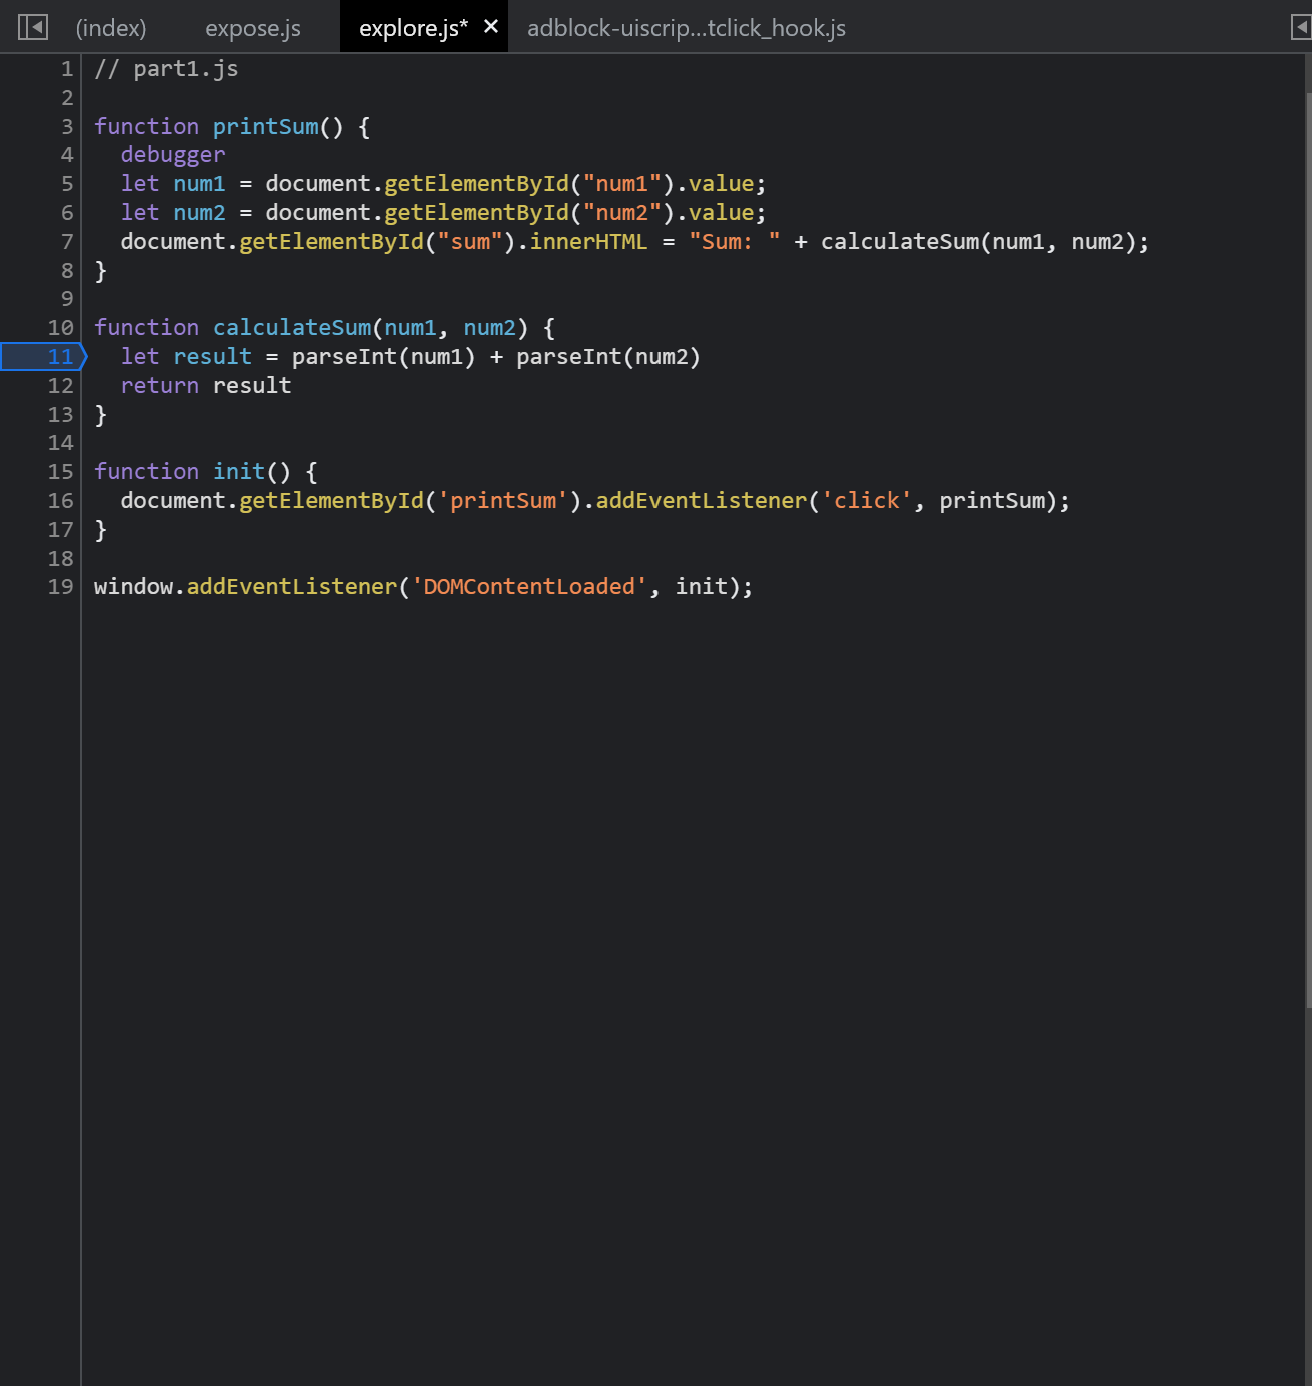 (index) expose.js explore.js* × adblock-uiscrip...tclick_hook.js
1 // part1.js
2
3 function printSum() {
4   debugger
5   let num1 = document.getElementById("num1").value;
6   let num2 = document.getElementById("num2").value;
7   document.getElementById("sum").innerHTML = "Sum: " + calculateSum(num1, num2);
8 }
9
10 function calculateSum(num1, num2) {
11   let result = parseInt(num1) + parseInt(num2)
12   return result
13 }
14
15 function init() {
16   document.getElementById('printSum').addEventListener('click', printSum);
17 }
18
19 window.addEventListener('DOMContentLoaded', init);